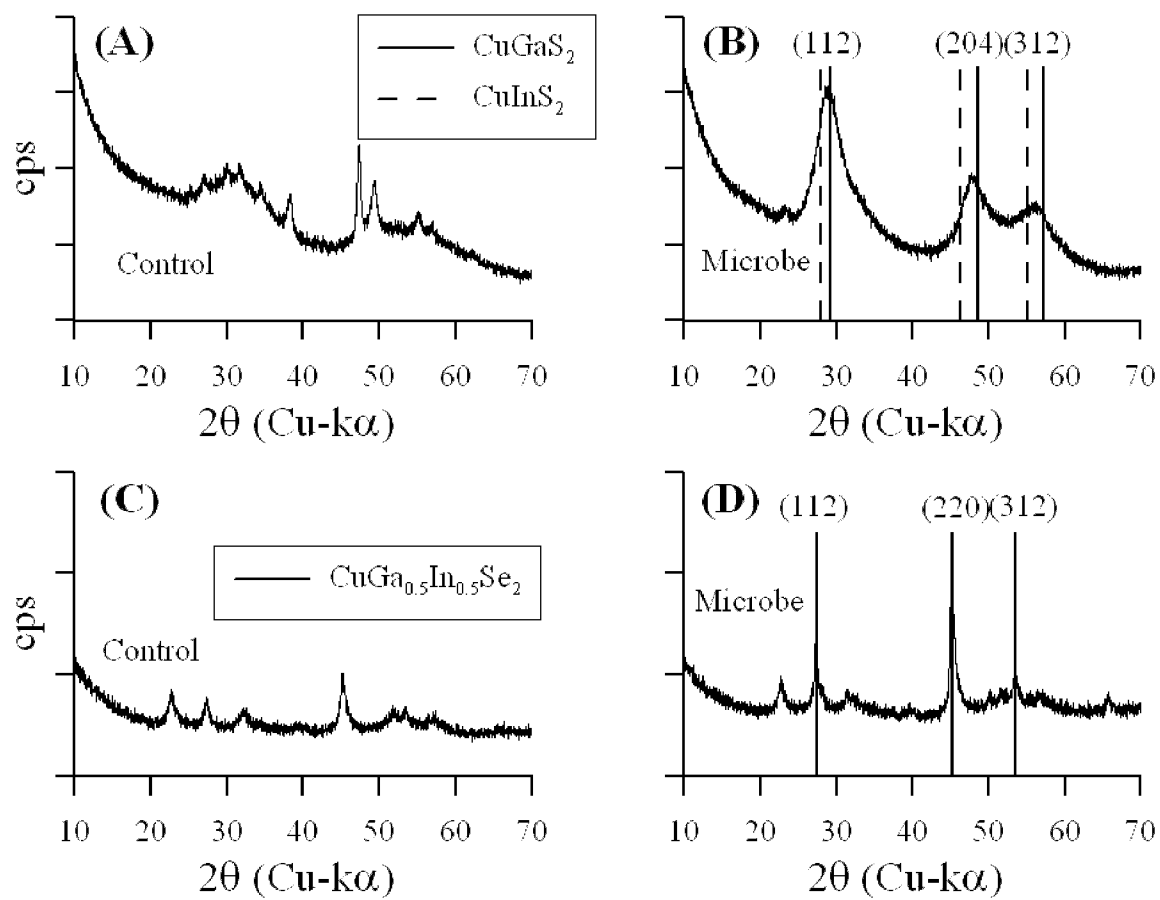 (A)
CuGaS₂
CuInS₂
cps
Control
10 20 30 40 50 60 70
2θ (Cu-kα)
(B)
(112) (204) (312)
Microbe
10 20 30 40 50 60 70
2θ (Cu-kα)
(C)
CuGa₀.₅In₀.₅Se₂
cps
Control
10 20 30 40 50 60 70
2θ (Cu-kα)
(D)
(112) (220) (312)
Microbe
10 20 30 40 50 60 70
2θ (Cu-kα)